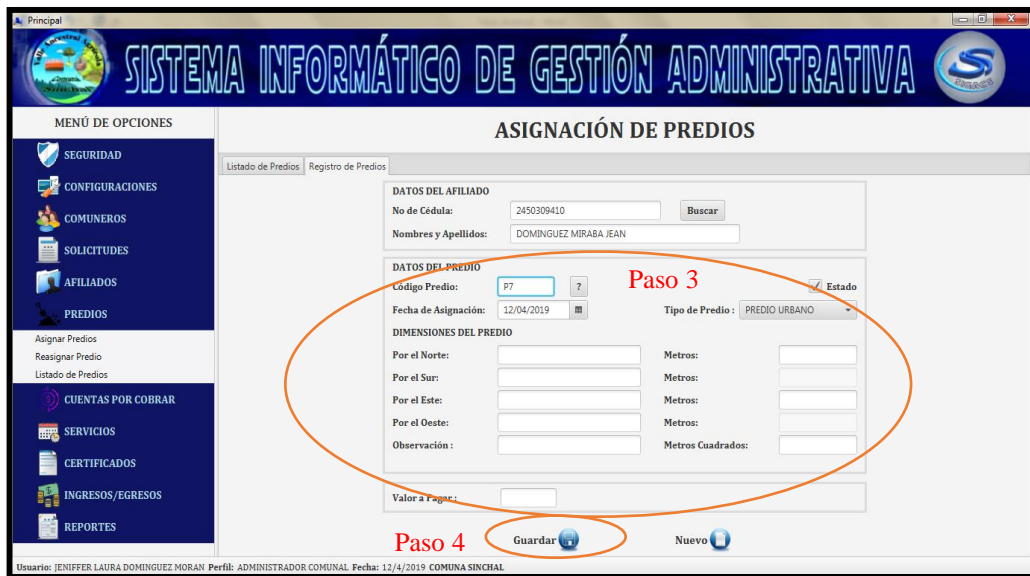 Principal
SISTEMA INFORMÁTICO DE GESTIÓN ADMINISTRATIVA
MENÚ DE OPCIONES
SEGURIDAD
CONFIGURACIONES
COMUNEROS
SOLICITUDES
AFILIADOS
PREDIOS
Asignar Predios
Reasignar Predio
Listado de Predios
CUENTAS POR COBRAR
SERVICIOS
CERTIFICADOS
INGRESOS/EGRESOS
REPORTES
ASIGNACIÓN DE PREDIOS
Listado de Predios Registro de Predios
DATOS DEL AFILIADO
No de Cédula: 2450309410 Buscar
Nombres y Apellidos: DOMINGUEZ MIRABA JEAN
DATOS DEL PREDIO
Paso 3
Código Predio: P7 ? Estado
Fecha de Asignación: 12/04/2019 Tipo de Predio : PREDIO URBANO
DIMENSIONES DEL PREDIO
Por el Norte: Metros:
Por el Sur: Metros:
Por el Este: Metros:
Por el Oeste: Metros:
Observación : Metros Cuadrados:
Valor a Pagar :
Paso 4 Guardar Nuevo
Usuario: JENIFFER LAURA DOMINGUEZ MORAN Perfil: ADMINISTRADOR COMUNAL Fecha: 12/4/2019 COMUNA SINCHAL